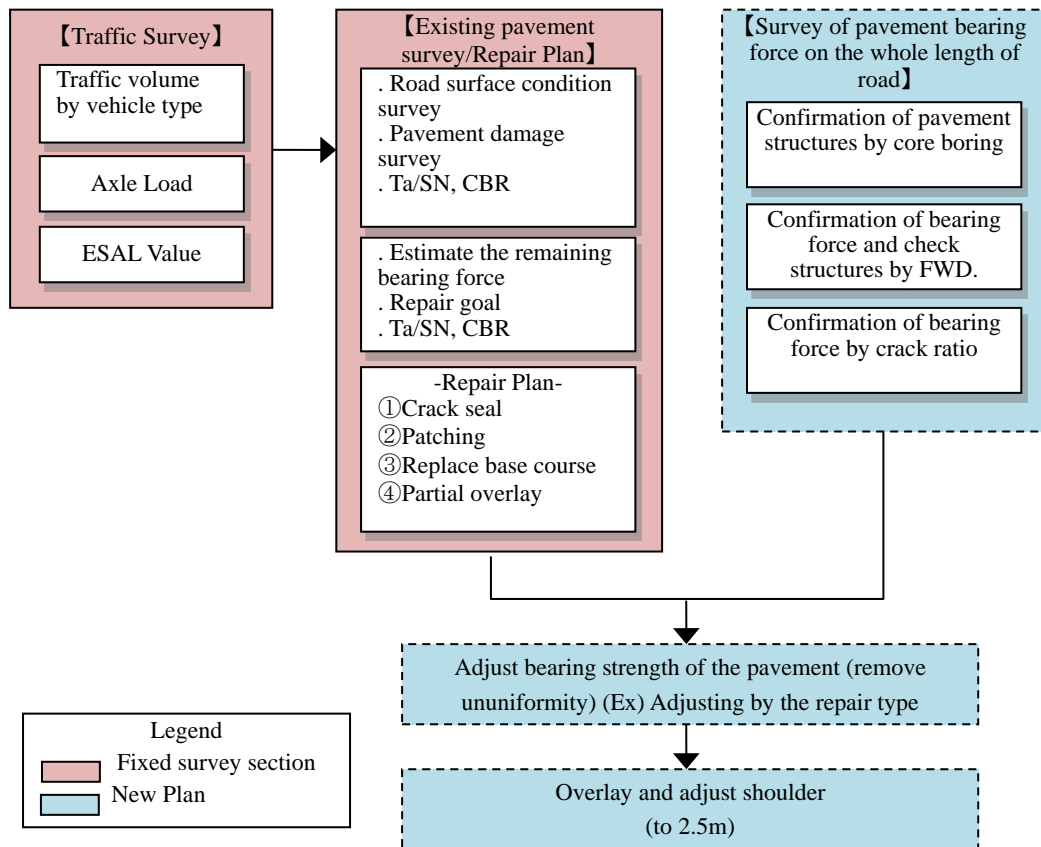 【Traffic Survey】
Traffic volume
by vehicle type
Axle Load
ESAL Value
【Existing pavement
survey/Repair Plan】
. Road surface condition
survey
. Pavement damage
survey
. Ta/SN, CBR
. Estimate the remaining
bearing force
. Repair goal
. Ta/SN, CBR
-Repair Plan-
①Crack seal
②Patching
③Replace base course
④Partial overlay
【Survey of pavement bearing
force on the whole length of
road】
Confirmation of pavement
structures by core boring
Confirmation of bearing
force and check
structures by FWD.
Confirmation of bearing
force by crack ratio
Adjust bearing strength of the pavement (remove
ununiformity) (Ex) Adjusting by the repair type
Overlay and adjust shoulder
(to 2.5m)
Legend
Fixed survey section
New Plan